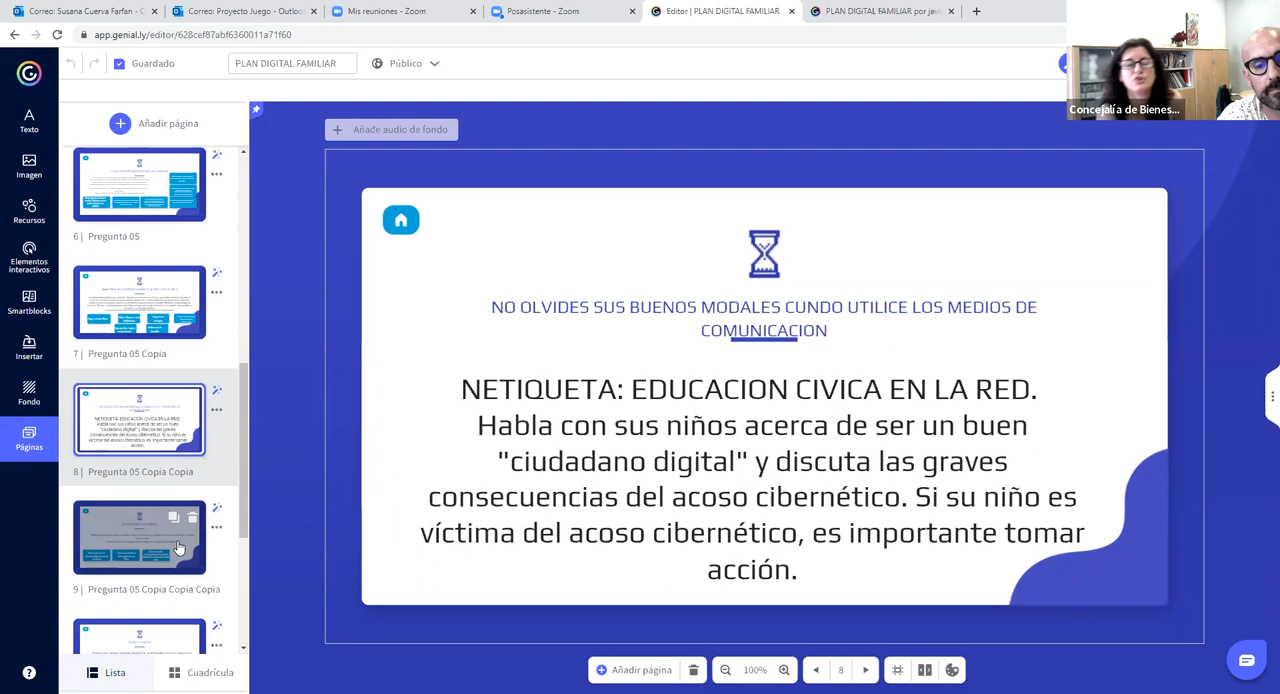 Correo: Susana Cuerva Farfan - C
Correo: Proyecto Juego - Outloo
Mis reuniones - Zoom
Posasistente - Zoom
Editor | PLAN DIGITAL FAMILIAR
PLAN DIGITAL FAMILIAR por javi
app.genial.ly/editor/628cef87abf6360011a71f60
Guardado
PLAN DIGITAL FAMILIAR
Público
Concejalía de Bienes...
Texto
Imagen
Recursos
Elementos
interactivos
Smartblocks
Insertar
Fondo
Páginas
Añadir página
6 | Pregunta 05
7 | Pregunta 05 Copia
8 | Pregunta 05 Copia Copia
9 | Pregunta 05 Copia Copia Copia
Lista
Cuadrícula
Añade audio de fondo
NO OLVIDES SUS BUENOS MODALES CUNDO UTILICE LOS MEDIOS DE
COMUNICACION
NETIQUETA: EDUCACION CIVICA EN LA RED.
Habla con sus niños acerca de ser un buen
"ciudadano digital" y discuta las graves
consecuencias del acoso cibernético. Si su niño es
víctima del acoso cibernético, es importante tomar
acción.
Añadir página
100%
8